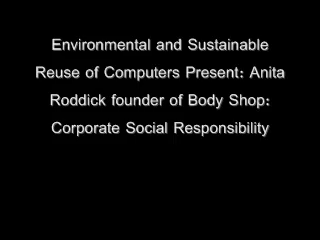 Environmental and Sustainable
Reuse of Computers Present: Anita
Roddick founder of Body Shop:
Corporate Social Responsibility